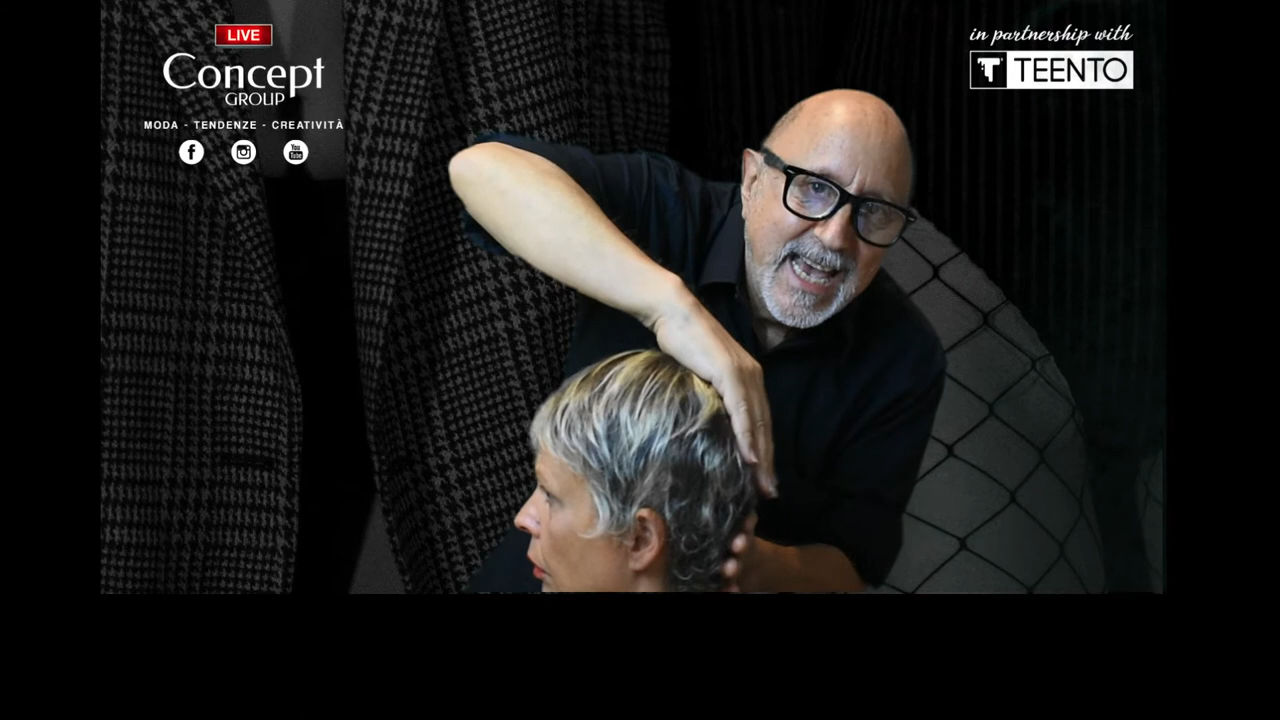 LIVE
Concept
GROUP
MODA - TENDENZE - CREATIVITÀ
You
Tube
in partnership with
T TEENTO